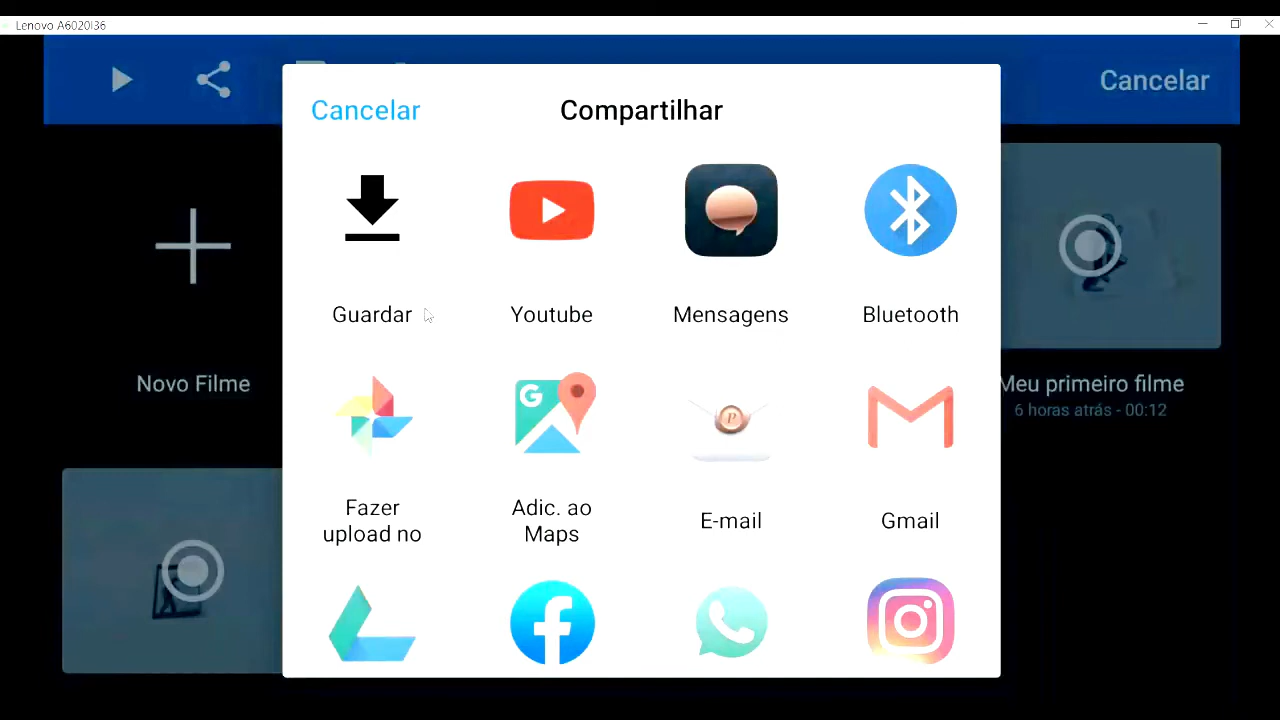 Lenovo A6020l36
Cancelar
Cancelar
Compartilhar
Guardar
Youtube
Mensagens
Bluetooth
Novo Filme
Meu primeiro filme
6 horas atrás - 00:12
Fazer
upload no
Adic. ao
Maps
E-mail
Gmail